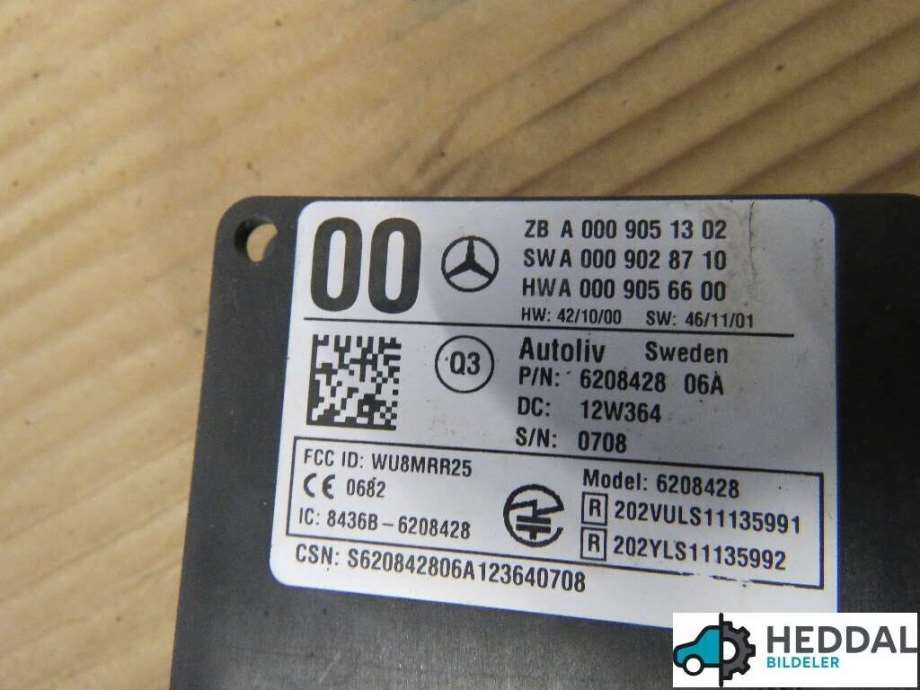 00
ZB A 000 905 13 02
SW A 000 902 87 10
HW A 000 905 66 00
HW: 42/10/00 SW: 46/11/01
Q3
Autoliv Sweden
P/N: 6208428 06A
DC: 12W364
S/N: 0708
FCC ID: WU8MRR25
CE 0682
IC: 8436B-6208428
Model: 6208428
R 202VULS11135991
R 202YLS11135992
CSN: S620842806A123640708
HEDDAL
BILDELER